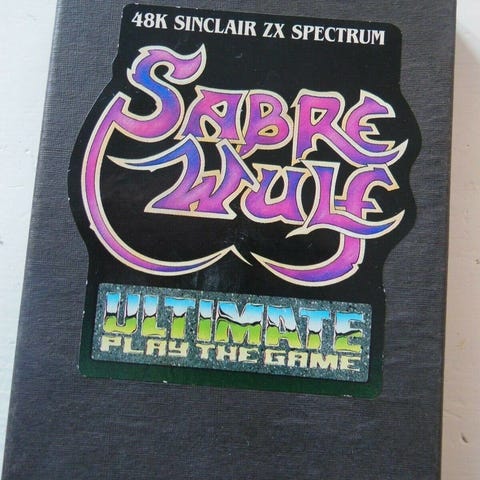 48K SINCLAIR ZX SPECTRUM
SABRE
WULF
ULTIMATE
PLAY THE GAME